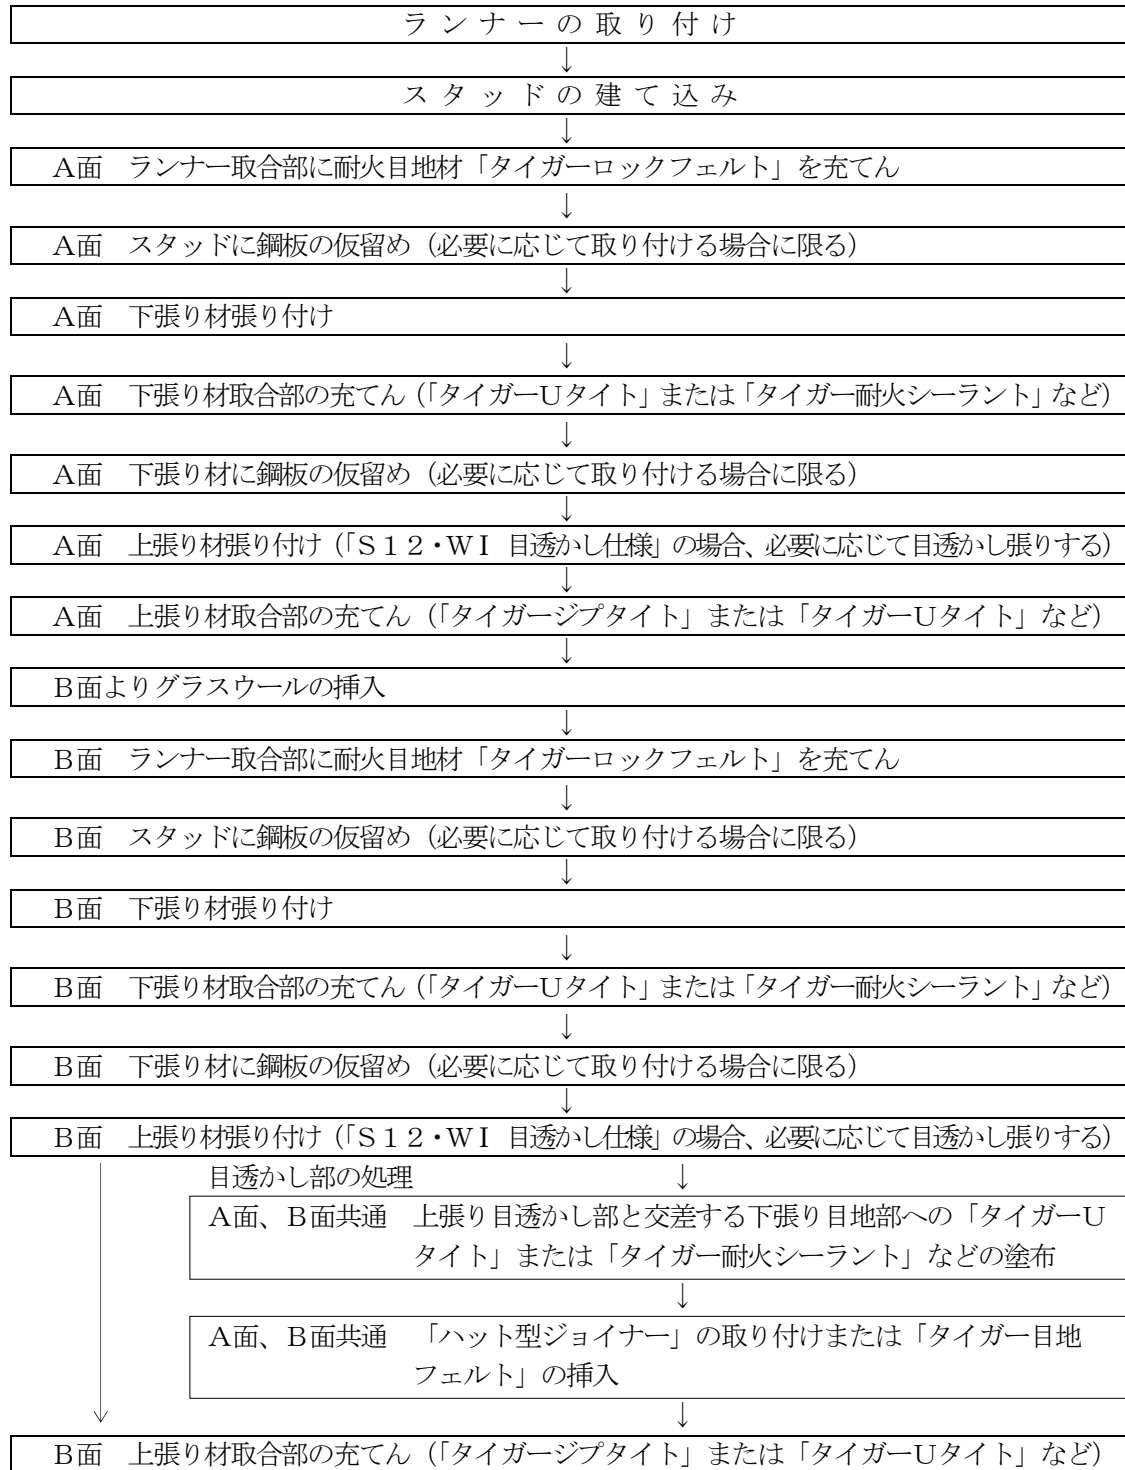 ランナーの取り付け
↓
スタッドの建て込み
↓
A面　ランナー取合部に耐火目地材「タイガーロックフェルト」を充てん
↓
A面　スタッドに鋼板の仮留め（必要に応じて取り付ける場合に限る）
↓
A面　下張り材張り付け
↓
A面　下張り材取合部の充てん（「タイガーUタイト」または「タイガー耐火シーラント」など）
↓
A面　下張り材に鋼板の仮留め（必要に応じて取り付ける場合に限る）
↓
A面　上張り材張り付け（「S12・WI　目透かし仕様」の場合、必要に応じて目透かし張りする）
↓
A面　上張り材取合部の充てん（「タイガージプタイト」または「タイガーUタイト」など）
↓
B面よりグラスウールの挿入
↓
B面　ランナー取合部に耐火目地材「タイガーロックフェルト」を充てん
↓
B面　スタッドに鋼板の仮留め（必要に応じて取り付ける場合に限る）
↓
B面　下張り材張り付け
↓
B面　下張り材取合部の充てん（「タイガーUタイト」または「タイガー耐火シーラント」など）
↓
B面　下張り材に鋼板の仮留め（必要に応じて取り付ける場合に限る）
↓
B面　上張り材張り付け（「S12・WI　目透かし仕様」の場合、必要に応じて目透かし張りする）
目透かし部の処理　↓
A面、B面共通　上張り目透かし部と交差する下張り目地部への「タイガーU
タイト」または「タイガー耐火シーラント」などの塗布
↓
A面、B面共通　「ハット型ジョイナー」の取り付けまたは「タイガー目地
フェルト」の挿入
↓
B面　上張り材取合部の充てん（「タイガージプタイト」または「タイガーUタイト」など）